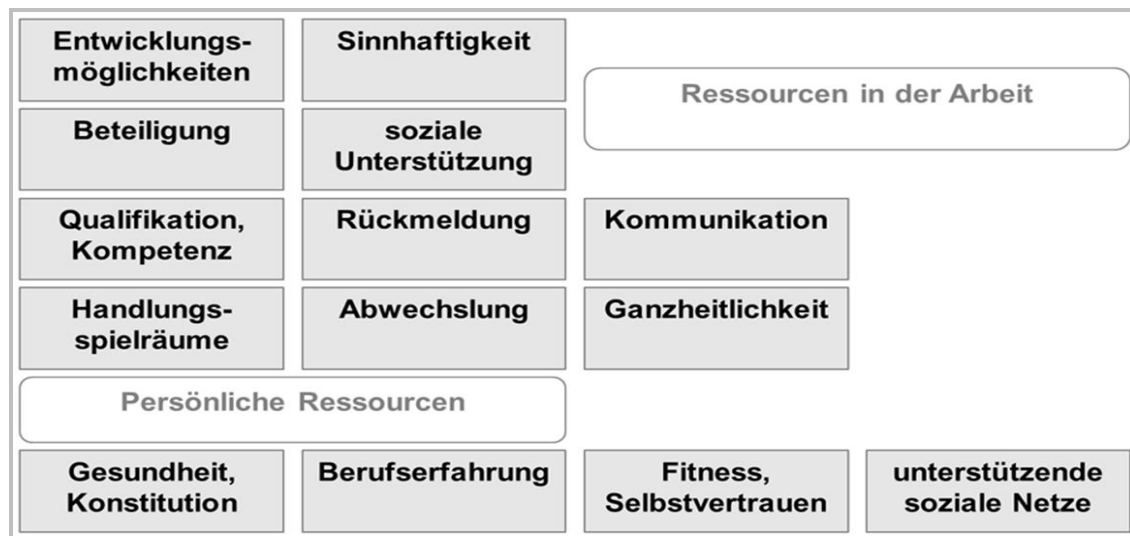 Entwicklungs-
möglichkeiten
Sinnhaftigkeit
Ressourcen in der Arbeit
Beteiligung
soziale
Unterstützung
Qualifikation,
Kompetenz
Rückmeldung
Kommunikation
Handlungs-
spielräume
Abwechslung
Ganzheitlichkeit
Persönliche Ressourcen
Gesundheit,
Konstitution
Berufserfahrung
Fitness,
Selbstvertrauen
unterstützende
soziale Netze